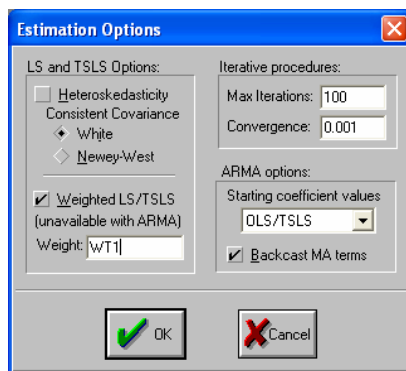 Estimation Options
LS and TSLS Options:
Heteroskedasticity
Consistent Covariance
White
Newey-West
Weighted LS/TSLS
(unavailable with ARMA)
Weight: WT1
Iterative procedures:
Max Iterations: 100
Convergence: 0.001
ARMA options:
Starting coefficient values
OLS/TSLS
Backcast MA terms
OK
Cancel